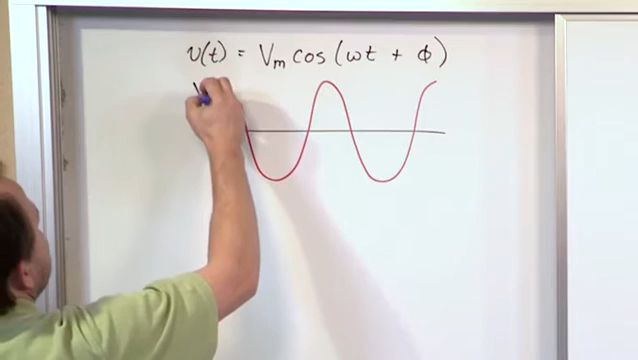 v(t) = Vm cos (ωt + ϕ)